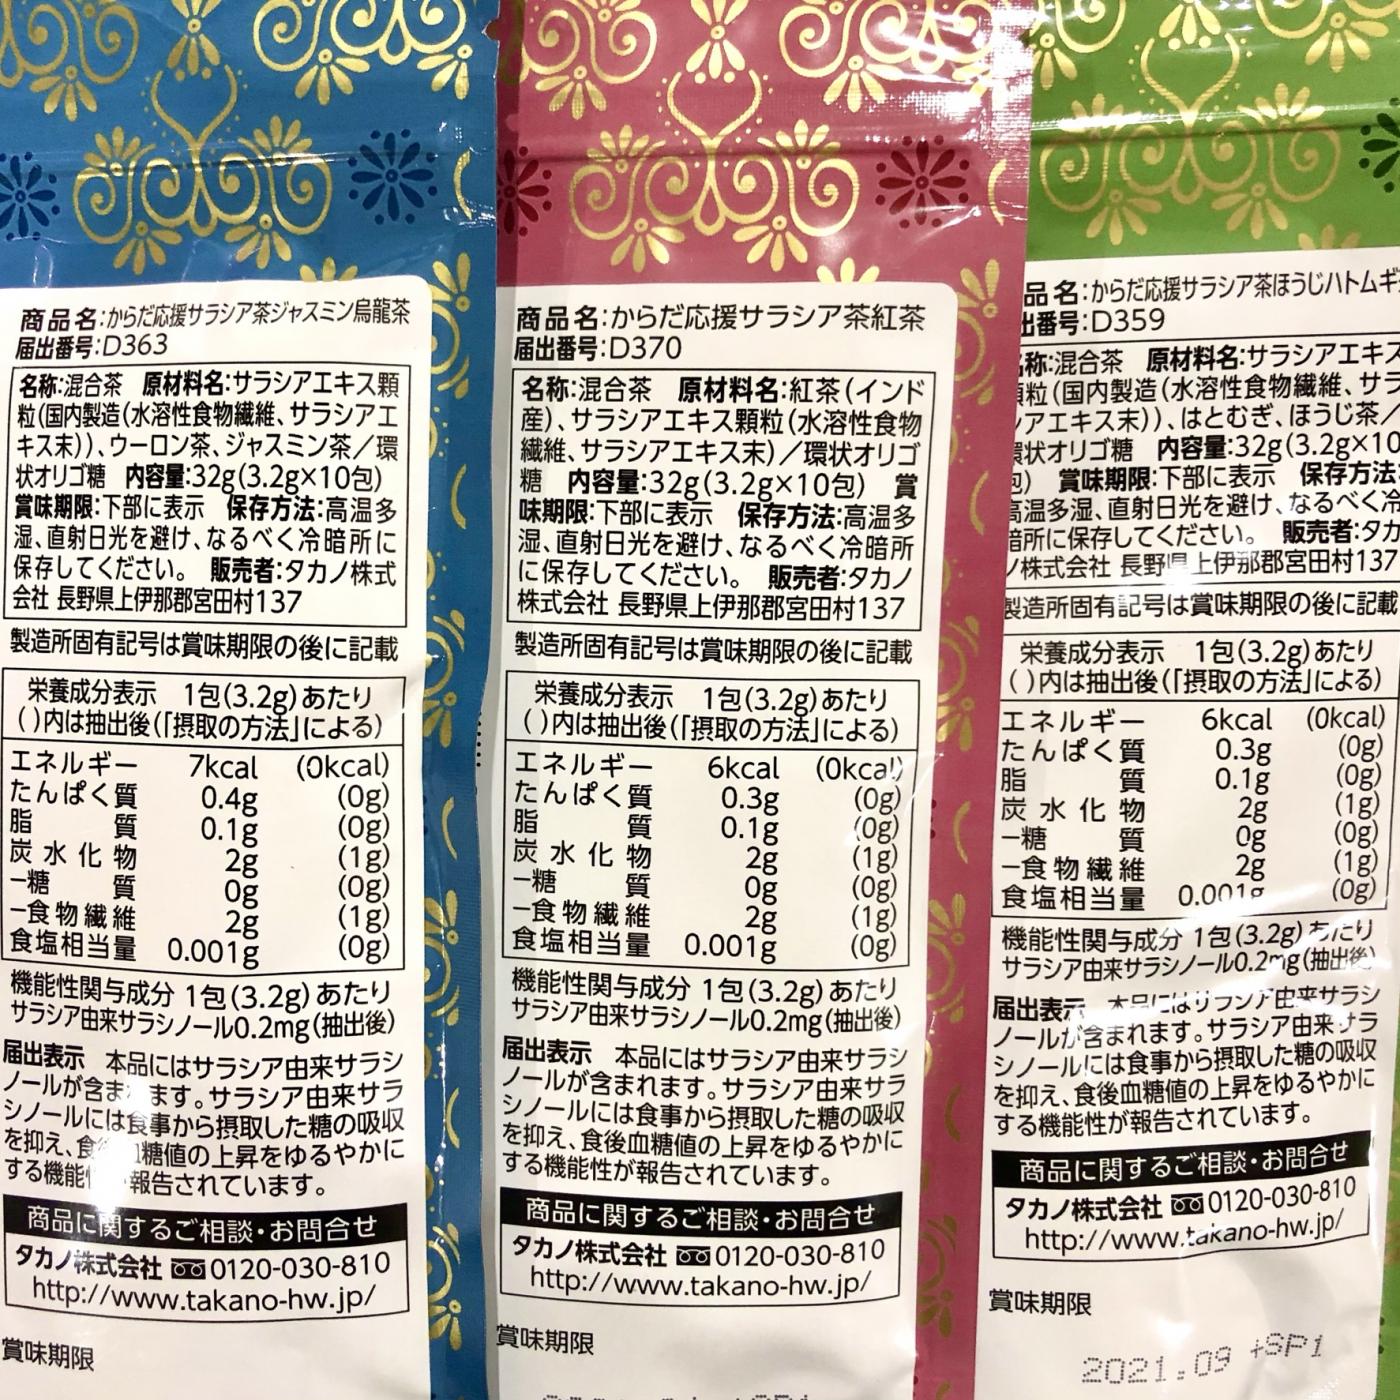 商品名:からだ応援サラシア茶ジャスミン烏龍茶
届出番号:D363
名称:混合茶 原材料名:サラシアエキス顆
粒(国内製造(水溶性食物繊維、サラシアエ
キス末))、ウーロン茶、ジャスミン茶/環
状オリゴ糖 内容量:32g(3.2g×10包)
賞味期限:下部に表示 保存方法:高温多
湿、直射日光を避け、なるべく冷暗所に
保存してください。 販売者:タカノ株式
会社 長野県上伊那郡宮田村137
製造所固有記号は賞味期限の後に記載
栄養成分表示 1包(3.2g)あたり
( )内は抽出後(「摂取の方法」による)
エネルギー 7kcal (0kcal)
たんぱく質 0.4g (0g)
脂質 0.1g (0g)
炭水化物 2g (1g)
−糖質 0g (0g)
−食物繊維 2g (1g)
食塩相当量 0.001g (0g)
機能性関与成分 1包(3.2g)あたり
サラシア由来サラシノール0.2mg(抽出後)
届出表示 本品にはサラシア由来サラシ
ノールが含ま ます。サラシア由来サラ
シノールには食事から摂取した糖の吸収
を抑え、食 血糖値の上昇をゆるやかに
する機能 報告されています。
商品に関するご相談・お問合せ
タカノ株式会社 0120-030-810
http://www.takano-hw.jp/
賞味期限
商品名:からだ応援サラシア茶紅茶
届出番号:D370
名称:混合茶 原材料名:紅茶(インド
産)、サラシアエキス顆粒(水溶性食物
繊維、サラシアエキス末)/環状オリゴ
糖 内容量:32g(3.2g×10包) 賞
味期限:下部に表示 保存方法:高温多
湿、直射日光を避け、なるべく冷暗所
に保存してください。 販売者:タカノ
株式会社 長野県上伊那郡宮田村137
製造所固有記号は賞味期限の後に記載
栄養成分表示 1包(3.2g)あたり
( )内は抽出後(「摂取の方法」による)
エネルギー 6kcal (0kcal)
たんぱく質 0.3g (0g)
脂質 0.1g (0g)
炭水化物 2g (1g)
−糖質 0g (0g)
−食物繊維 2g (1g)
食塩相当量 0.001g (0g)
機能性関与成分 1包(3.2g)あたり
サラシア由来サラシノール0.2mg(抽出後)
届出表示 本品にはサラシア由来サラシ
ノールが含まれます。サラシア由来サラ
シノールには食事から摂取した糖の吸収
を抑え、食後血糖値の上昇をゆるやかに
する機能性が報告されています。
商品に関するご相談・お問合せ
タカノ株式会社 0120-030-810
http://www.takano-hw.jp/
賞味期限
品名:からだ応援サラシア茶ほうじハトムギ
出番号:D359
称:混合茶 原材料名:サラシアエキス
粒(国内製造(水溶性食物繊維、サラ
シアエキス末))、はとむぎ、ほうじ茶/
環状オリゴ糖 内容量:32g(3.2g×10
包) 賞味期限:下部に表示 保存方法:
高温多湿、直射日光を避け、なるべく冷
暗所に保存してください。 販売者:タカ
ノ株式会社 長野県上伊那郡宮田村137
製造所固有記号は賞味期限の後に記載
栄養成分表示 1包(3.2g)あたり
( )内は抽出後(「摂取の方法」による)
エネルギー 6kcal (0kcal)
たんぱく質 0.3g (0g)
脂質 0.1g (0g)
炭水化物 2g (1g)
−糖質 0g (0g)
−食物繊維 2g (1g)
食塩相当量 0.001g (0g)
機能性関与成分 1包(3.2g)あたり
サラシア由来サラシノール0.2mg(抽出後)
届出表示 本品にはサラシア由来サラシ
ノールが含まれます。サラシア由来サラ
シノールには食事から摂取した糖の吸収
を抑え、食後血糖値の上昇をゆるやかに
する機能性が報告されています。
商品に関するご相談・お問合せ
タカノ株式会社 0120-030-810
http://www.takano-hw.jp/
賞味期限
2021.09 +SP1